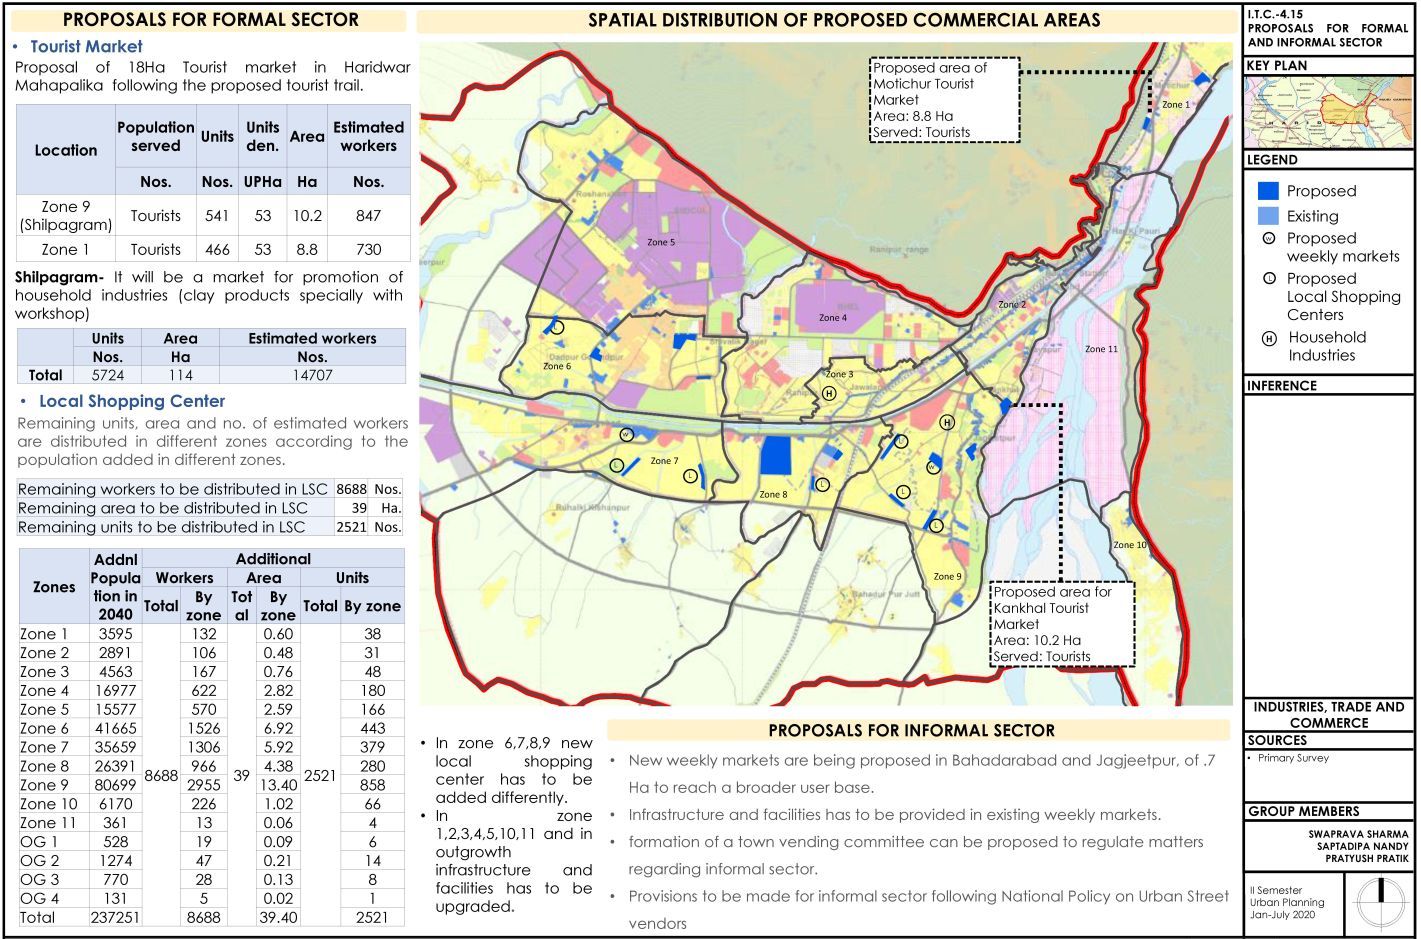 PROPOSALS FOR FORMAL SECTOR
• Tourist Market
Proposal of 18Ha Tourist market in Haridwar
Mahapalika following the proposed tourist trail.
Location | Population served | Units | Units den. | Area | Estimated workers
Nos. | Nos. | UPHa | Ha | Nos.
Zone 9 (Shilpagram) | Tourists | 541 | 53 | 10.2 | 847
Zone 1 | Tourists | 466 | 53 | 8.8 | 730
Shilpagram- It will be a market for promotion of
household industries (clay products specially with
workshop)
Units | Area | Estimated workers
Nos. | Ha | Nos.
Total | 5724 | 114 | 14707
• Local Shopping Center
Remaining units, area and no. of estimated workers
are distributed in different zones according to the
population added in different zones.
Remaining workers to be distributed in LSC | 8688 | Nos.
Remaining area to be distributed in LSC | 39 | Ha.
Remaining units to be distributed in LSC | 2521 | Nos.
Zones | Addnl Popula tion in 2040 | Additional
Workers | Area | Units
Total | By zone | Tot al | By zone | Total | By zone
Zone 1 | 3595 | 132 | 0.60 | 38
Zone 2 | 2891 | 106 | 0.48 | 31
Zone 3 | 4563 | 167 | 0.76 | 48
Zone 4 | 16977 | 622 | 2.82 | 180
Zone 5 | 15577 | 570 | 2.59 | 166
Zone 6 | 41665 | 1526 | 6.92 | 443
Zone 7 | 35659 | 1306 | 5.92 | 379
Zone 8 | 26391 | 966 | 4.38 | 280
8688 | 39 | 2521
Zone 9 | 80699 | 2955 | 13.40 | 858
Zone 10 | 6170 | 226 | 1.02 | 66
Zone 11 | 361 | 13 | 0.06 | 4
OG 1 | 528 | 19 | 0.09 | 6
OG 2 | 1274 | 47 | 0.21 | 14
OG 3 | 770 | 28 | 0.13 | 8
OG 4 | 131 | 5 | 0.02 | 1
Total | 237251 | 8688 | 39.40 | 2521
SPATIAL DISTRIBUTION OF PROPOSED COMMERCIAL AREAS
Proposed area of
Motichur Tourist
Market
Area: 8.8 Ha
Served: Tourists
Motichur
Zone 1
Zone 5
Ranipur_range
Har Ki Pauri
Zone 2
Zone 4
BHEL
Zone 11
Zone 6
Zone 3
H
L
H
W
L
Zone 7
L
L
W
L
Zone 8
L
L
Ruhalki Kishanpur
Zone 10
Zone 9
Bahadur Pur Jutt
Proposed area for
Kankhal Tourist
Market
Area: 10.2 Ha
Served: Tourists
• In zone 6,7,8,9 new
local shopping
center has to be
added differently.
• In zone
1,2,3,4,5,10,11 and in
outgrowth
infrastructure and
facilities has to be
upgraded.
PROPOSALS FOR INFORMAL SECTOR
• New weekly markets are being proposed in Bahadarabad and Jagjeetpur, of .7
Ha to reach a broader user base.
• Infrastructure and facilities has to be provided in existing weekly markets.
• formation of a town vending committee can be proposed to regulate matters
regarding informal sector.
• Provisions to be made for informal sector following National Policy on Urban Street
vendors
I.T.C.-4.15
PROPOSALS FOR FORMAL
AND INFORMAL SECTOR
KEY PLAN
LEGEND
Proposed
Existing
W Proposed
weekly markets
L Proposed
Local Shopping
Centers
H Household
Industries
INFERENCE
INDUSTRIES, TRADE AND
COMMERCE
SOURCES
• Primary Survey
GROUP MEMBERS
SWAPRAVA SHARMA
SAPTADIPA NANDY
PRATYUSH PRATIK
II Semester
Urban Planning
Jan-July 2020